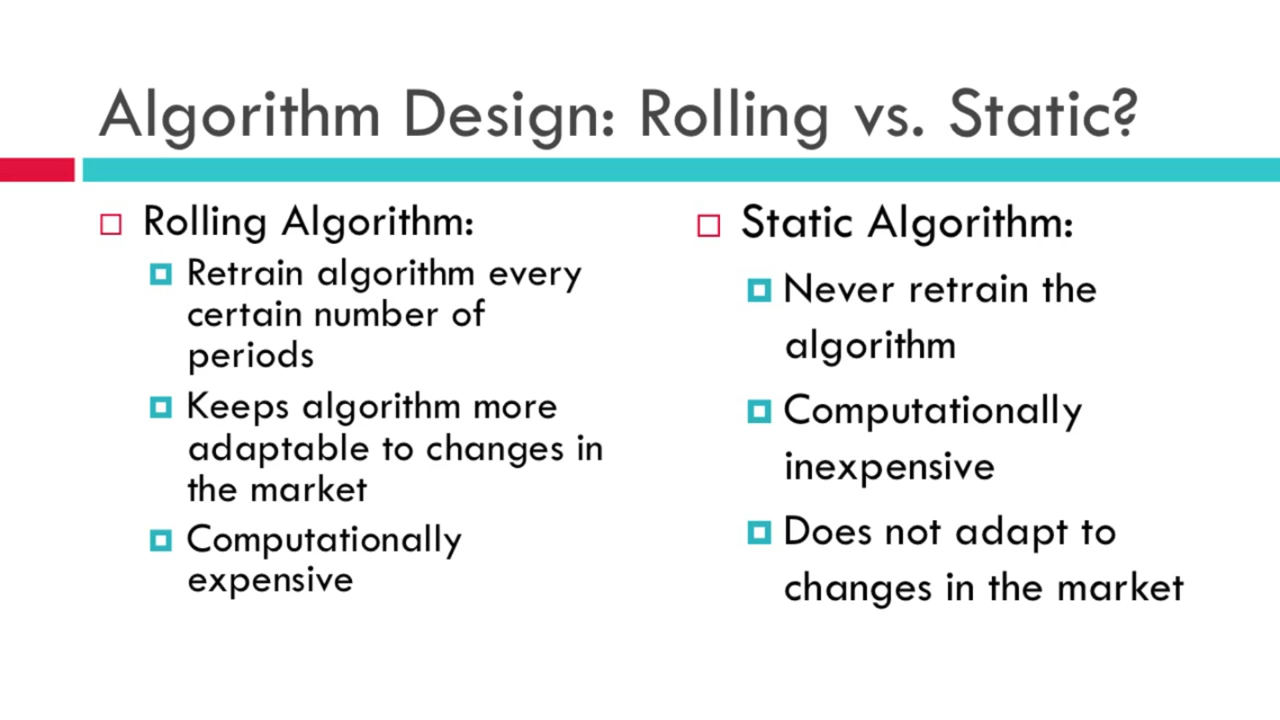 Algorithm Design: Rolling vs. Static?
Rolling Algorithm:
Retrain algorithm every
certain number of
periods
Keeps algorithm more
adaptable to changes in
the market
Computationally
expensive
Static Algorithm:
Never retrain the
algorithm
Computationally
inexpensive
Does not adapt to
changes in the market